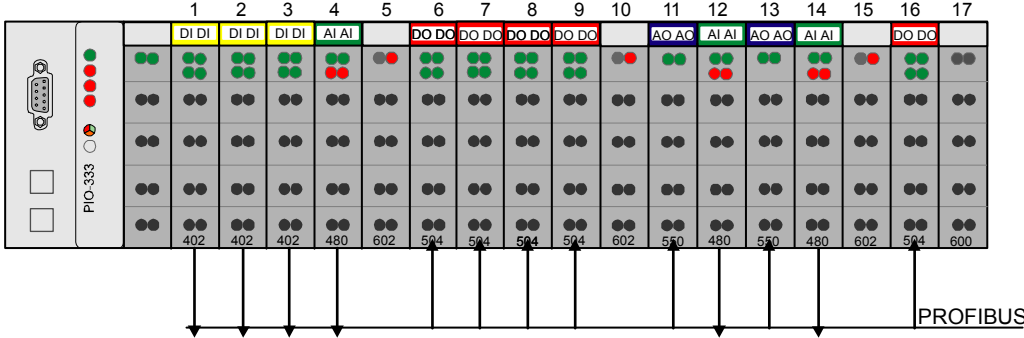 1 2 3 4 5 6 7 8 9 10 11 12 13 14 15 16 17
DI DI DI DI DI DI AI AI DO DO DO DO DO DO DO DO AO AO AI AI AO AO AI AI DO DO
PIO-333
402 402 402 480 602 504 504 504 504 602 550 480 550 480 602 504 600
PROFIBUS